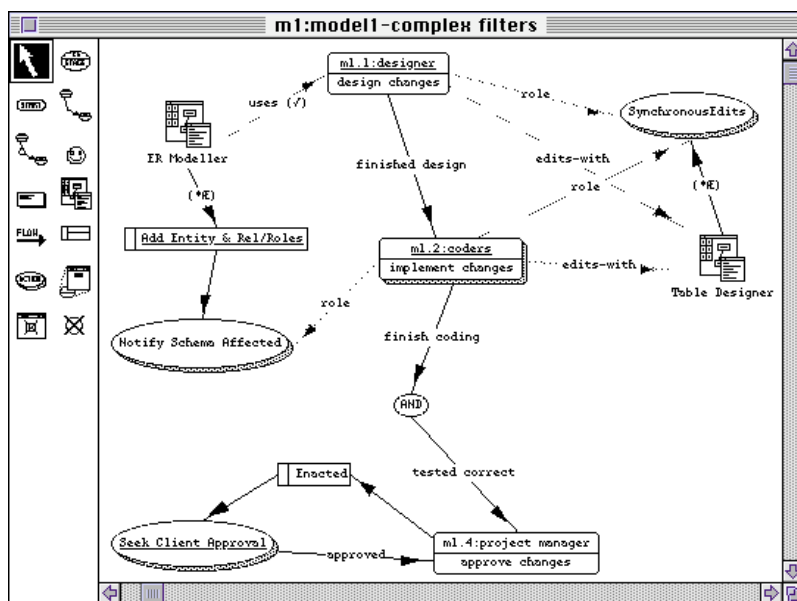 m1:model1-complex filters
m1.1:designer
design changes
uses (√)
role
SynchronousEdits
START
ER Modeller
finished design
edits-with
role
(*Æ)
(*Æ)
FLOW
Add Entity & Rel/Roles
m1.2:coders
implement changes
edits-with
Table Designer
role
Notify Schema Affected
finish coding
AND
Enacted
tested correct
Seek Client Approval
approved
m1.4:project manager
approve changes